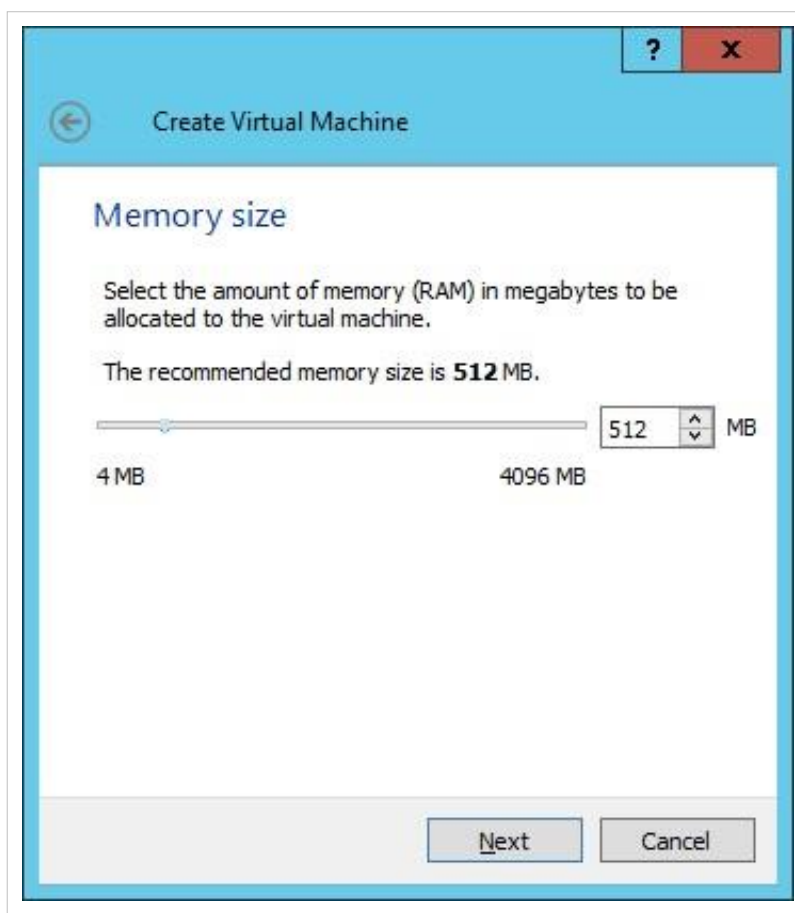 ?
x
Create Virtual Machine
Memory size
Select the amount of memory (RAM) in megabytes to be
allocated to the virtual machine.
The recommended memory size is 512 MB.
512 MB
4 MB 4096 MB
Next Cancel